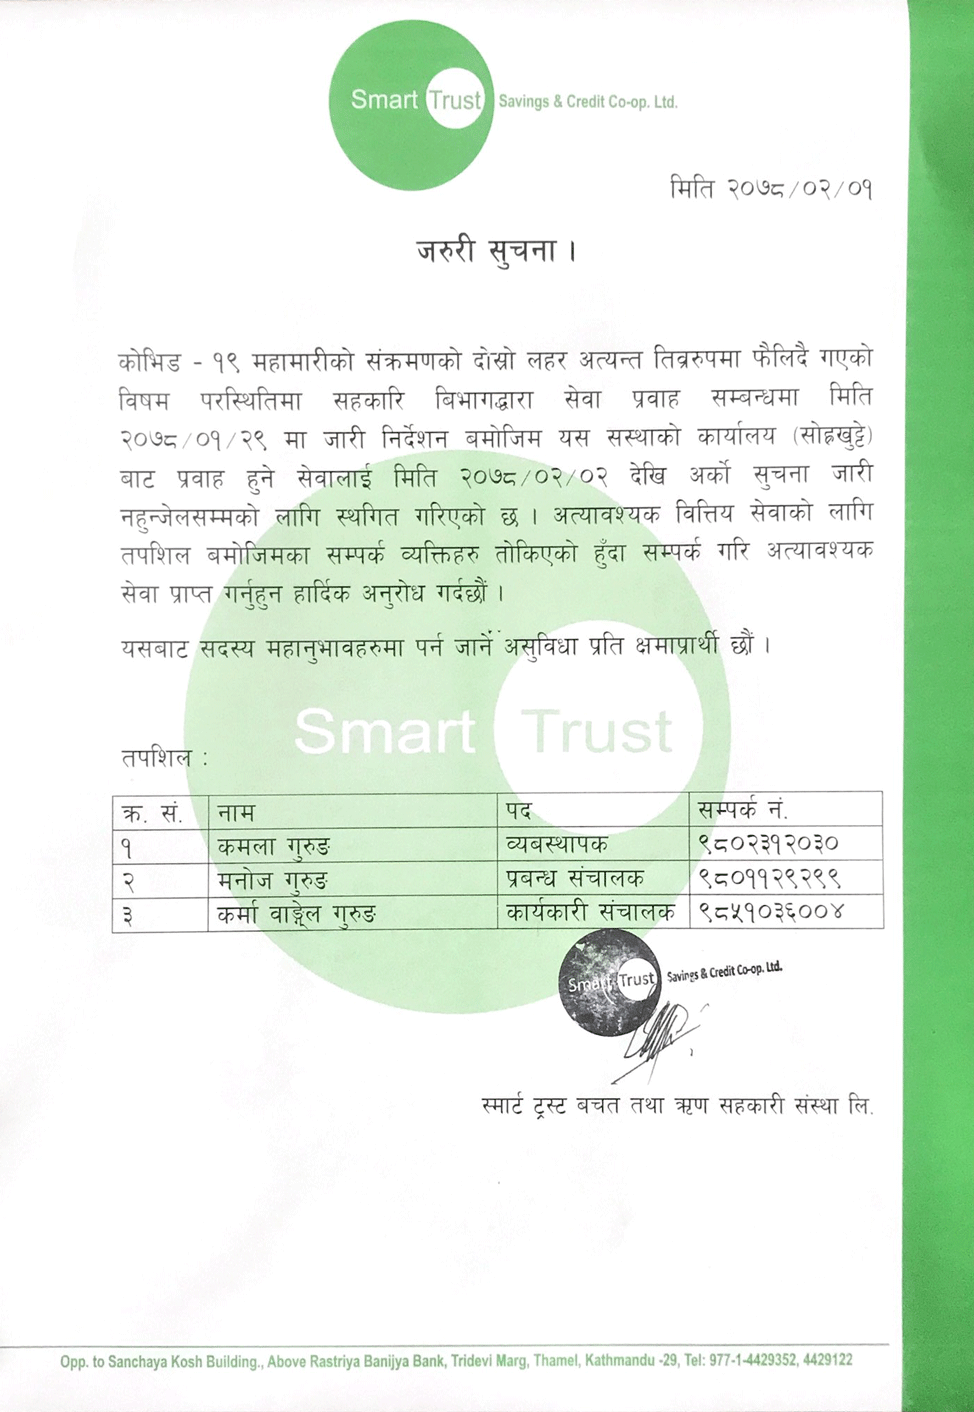 Smart Trust Savings & Credit Co-op. Ltd.
मिति २०७८/०२/०१
जरुरी सुचना ।
कोभिड - १९ महामारीको संक्रमणको दोस्रो लहर अत्यन्त तिव्ररुपमा फैलिदै गएको
विषम परस्थितिमा सहकारि बिभागद्धारा सेवा प्रवाह सम्बन्धमा मिति
२०७८/०१/२९ मा जारी निर्देशन बमोजिम यस सस्थाको कार्यालय (सोह्रखुट्टे)
बाट प्रवाह हुने सेवालाई मिति २०७८/०२/०२ देखि अर्को सुचना जारी
नहुन्जेलसम्मको लागि स्थगित गरिएको छ । अत्यावश्यक वित्तिय सेवाको लागि
तपशिल बमोजिमका सम्पर्क व्यक्तिहरु तोकिएको हुँदा सम्पर्क गरि अत्यावश्यक
सेवा प्राप्त गर्नुहुन हार्दिक अनुरोध गर्दछौं ।
यसबाट सदस्य महानुभावहरुमा पर्न जानें असुविधा प्रति क्षमाप्रार्थी छौं ।
Smart Trust
तपशिल :
क्र. सं. नाम पद सम्पर्क नं.
१ कमला गुरुङ व्यबस्थापक ९८०२३१२०३०
२ मनोज गुरुङ प्रबन्ध संचालक ९८०११२९२९९
३ कर्मा वाङ्गेल गुरुङ कार्यकारी संचालक ९८५१०३६००४
Smart Trust Savings & Credit Co-op. Ltd.
स्मार्ट ट्रस्ट बचत तथा ऋण सहकारी संस्था लि.
Opp. to Sanchaya Kosh Building., Above Rastriya Banijya Bank, Tridevi Marg, Thamel, Kathmandu -29, Tel: 977-1-4429352, 4429122